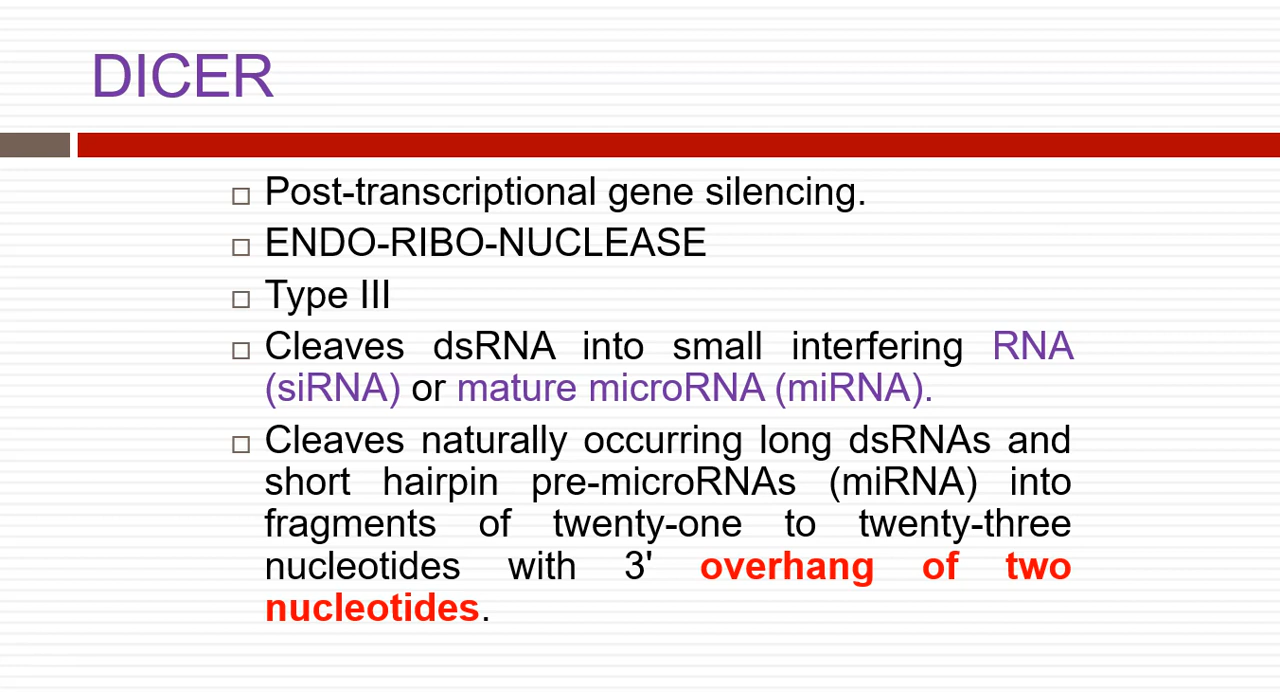 DICER
Post-transcriptional gene silencing.
ENDO-RIBO-NUCLEASE
Type III
Cleaves dsRNA into small interfering RNA
(siRNA) or mature microRNA (miRNA).
Cleaves naturally occurring long dsRNAs and
short hairpin pre-microRNAs (miRNA) into
fragments of twenty-one to twenty-three
nucleotides with 3' overhang of two
nucleotides.